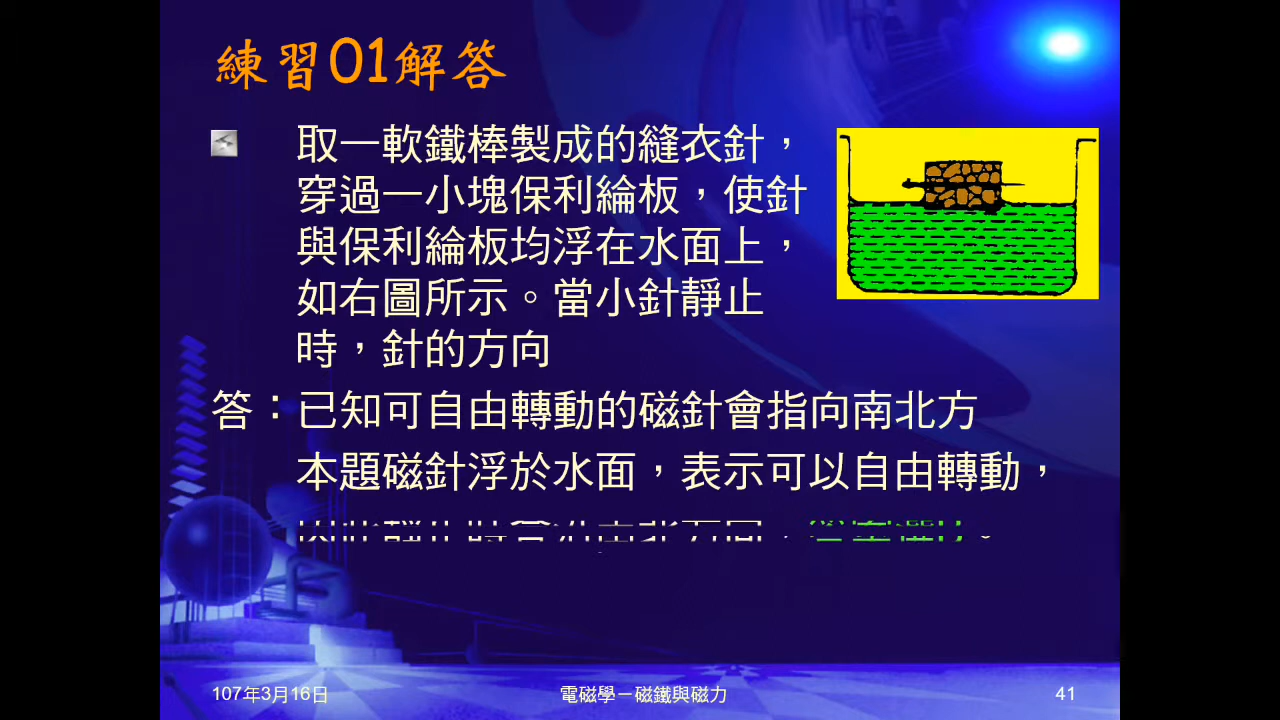 練習01解答
取一軟鐵棒製成的縫衣針，
穿過一小塊保利綸板，使針
與保利綸板均浮在水面上，
如右圖所示。當小針靜止
時，針的方向
答：已知可自由轉動的磁針會指向南北方
本題磁針浮於水面，表示可以自由轉動，
107年3月16日
電磁學－磁鐵與磁力
41